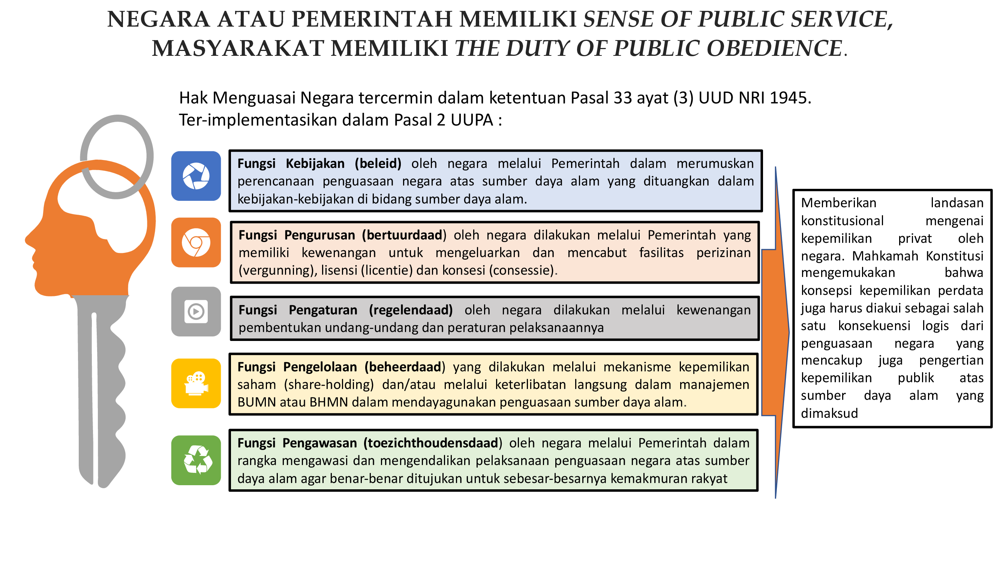 NEGARA ATAU PEMERINTAH MEMILIKI SENSE OF PUBLIC SERVICE,
MASYARAKAT MEMILIKI THE DUTY OF PUBLIC OBEDIENCE.
Hak Menguasai Negara tercermin dalam ketentuan Pasal 33 ayat (3) UUD NRI 1945.
Ter-implementasikan dalam Pasal 2 UUPA :
Fungsi Kebijakan (beleid) oleh negara melalui Pemerintah dalam merumuskan
perencanaan penguasaan negara atas sumber daya alam yang dituangkan dalam
kebijakan-kebijakan di bidang sumber daya alam.
Fungsi Pengurusan (bertuurdaad) oleh negara dilakukan melalui Pemerintah yang
memiliki kewenangan untuk mengeluarkan dan mencabut fasilitas perizinan
(vergunning), lisensi (licentie) dan konsesi (consessie).
Fungsi Pengaturan (regelendaad) oleh negara dilakukan melalui kewenangan
pembentukan undang-undang dan peraturan pelaksanaannya
Fungsi Pengelolaan (beheerdaad) yang dilakukan melalui mekanisme kepemilikan
saham (share-holding) dan/atau melalui keterlibatan langsung dalam manajemen
BUMN atau BHMN dalam mendayagunakan penguasaan sumber daya alam.
Fungsi Pengawasan (toezichthoudensdaad) oleh negara melalui Pemerintah dalam
rangka mengawasi dan mengendalikan pelaksanaan penguasaan negara atas sumber
daya alam agar benar-benar ditujukan untuk sebesar-besarnya kemakmuran rakyat
Memberikan landasan
konstitusional mengenai
kepemilikan privat oleh
negara. Mahkamah Konstitusi
mengemukakan bahwa
konsepsi kepemilikan perdata
juga harus diakui sebagai salah
satu konsekuensi logis dari
penguasaan negara yang
mencakup juga pengertian
kepemilikan publik atas
sumber daya alam yang
dimaksud